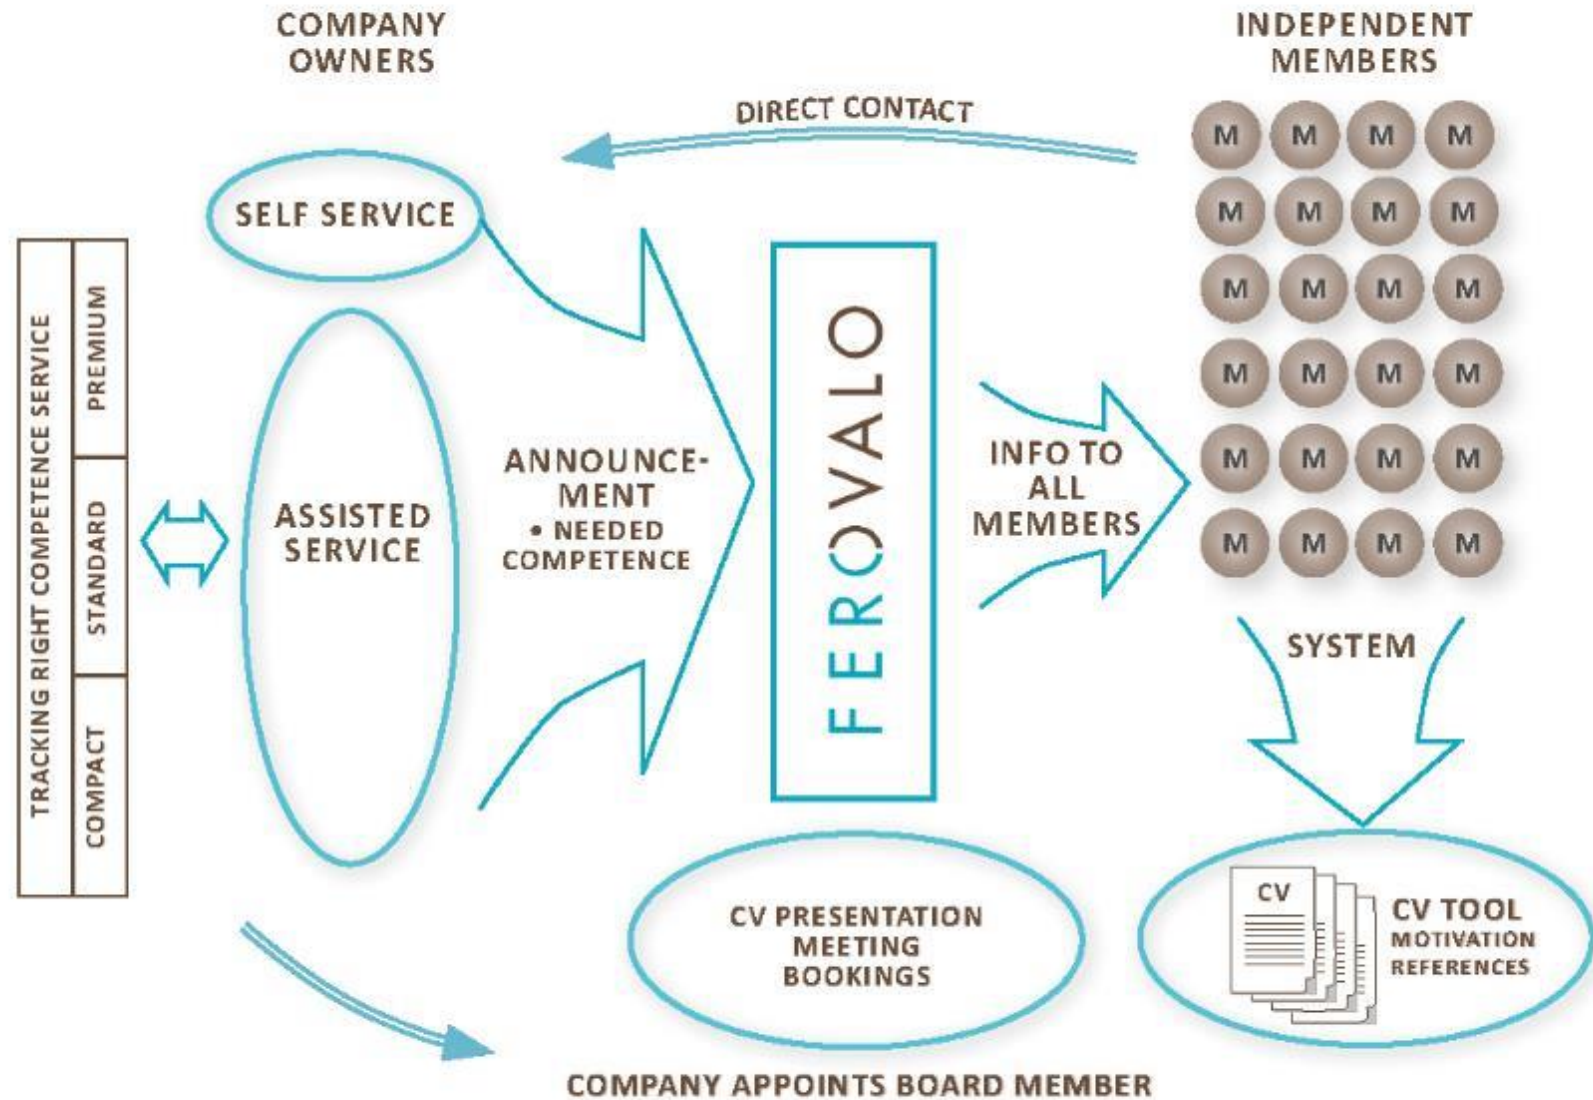 COMPANY
OWNERS
INDEPENDENT
MEMBERS
DIRECT CONTACT
SELF SERVICE
TRACKING RIGHT COMPETENCE SERVICE
PREMIUM
STANDARD
COMPACT
ASSISTED
SERVICE
ANNOUNCE-
MENT
• NEEDED
COMPETENCE
FEROVALO
INFO TO
ALL
MEMBERS
M M M M
M M M M
M M M M
M M M M
M M M M
M M M M
SYSTEM
CV PRESENTATION
MEETING
BOOKINGS
CV
CV TOOL
MOTIVATION
REFERENCES
COMPANY APPOINTS BOARD MEMBER